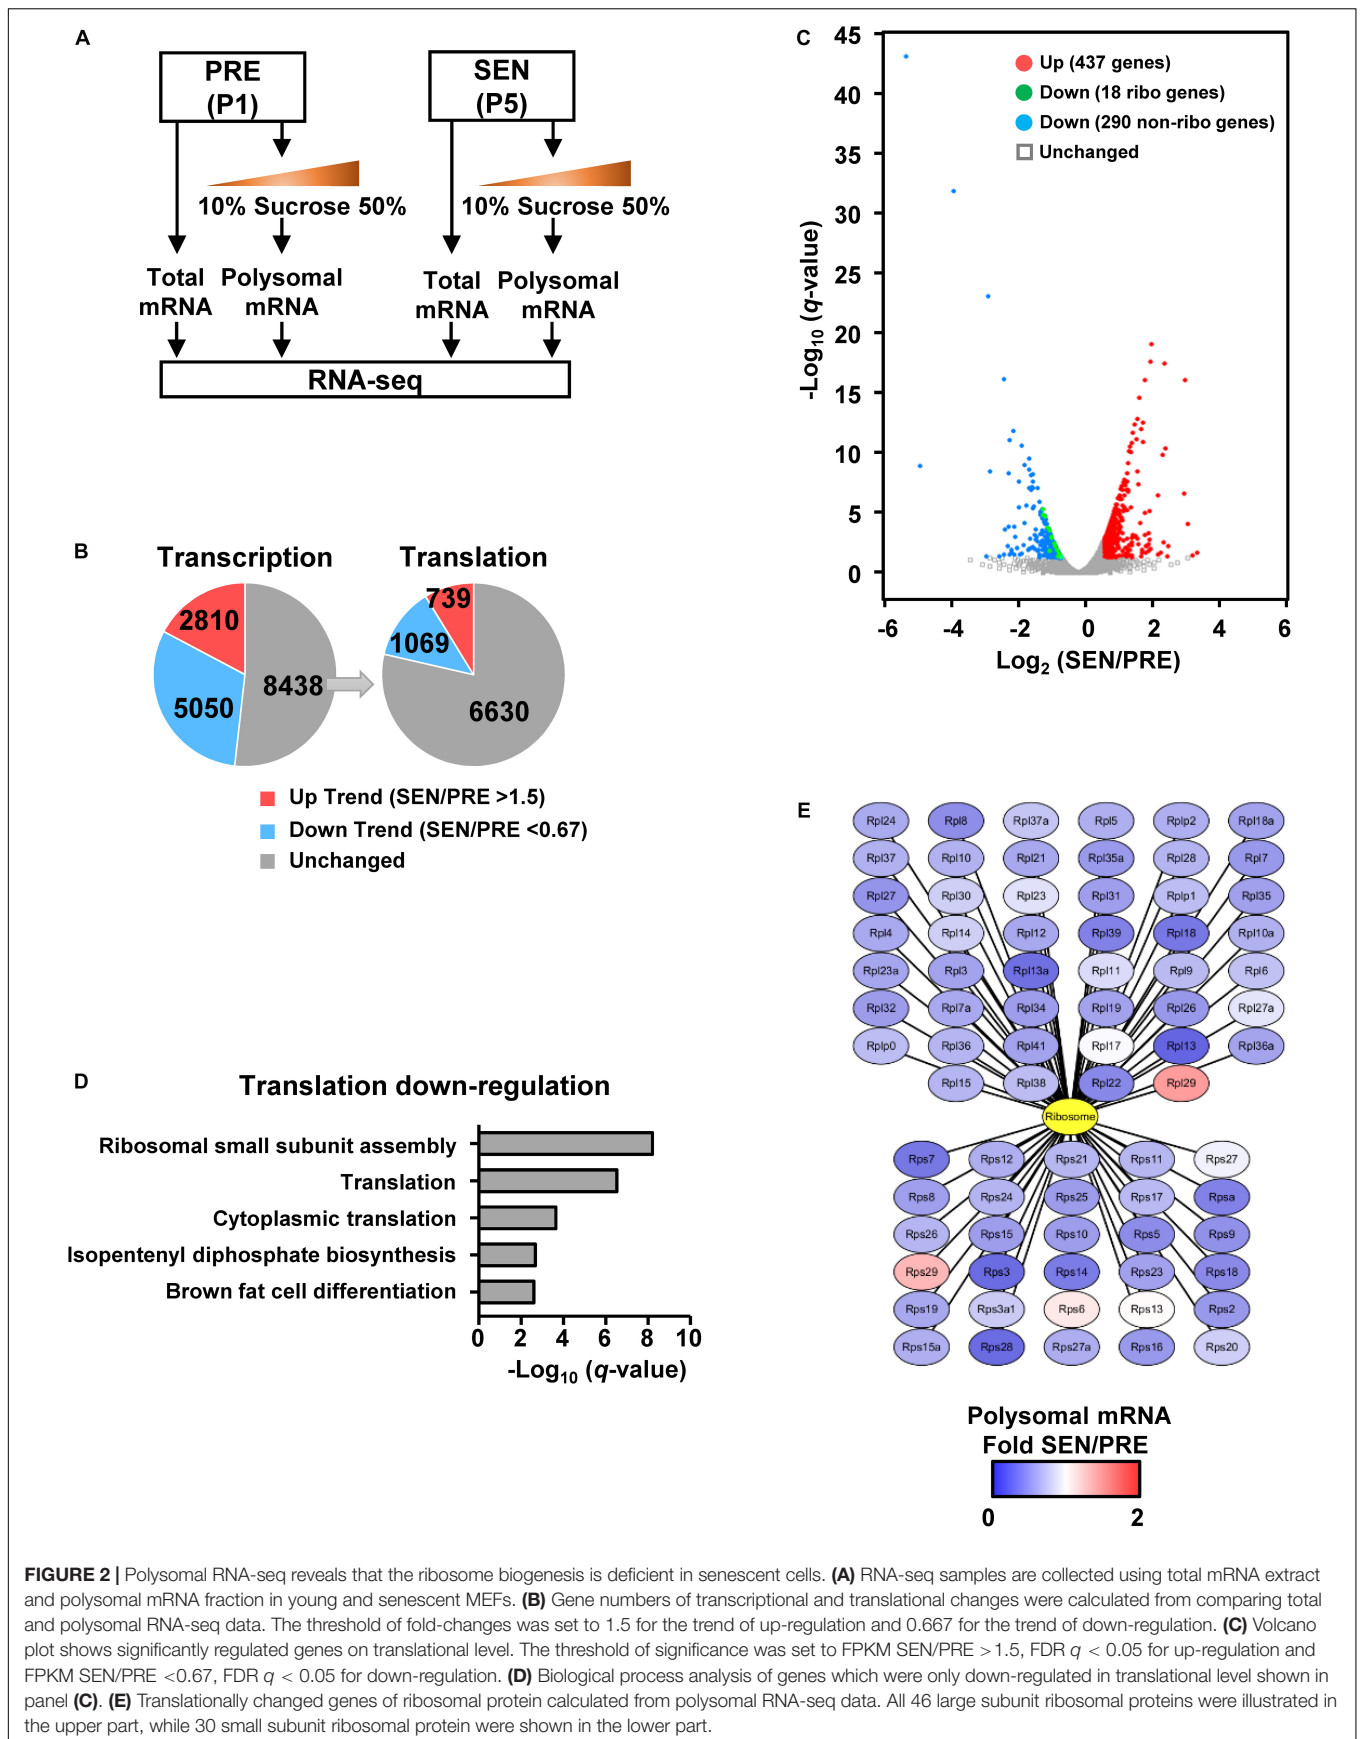 A
PRE
(P1)
SEN
(P5)
10% Sucrose 50%
10% Sucrose 50%
Total
mRNA
Polysomal
mRNA
Total
mRNA
Polysomal
mRNA
RNA-seq
B
Transcription
Translation
2810
5050
8438
739
1069
6630
Up Trend (SEN/PRE >1.5)
Down Trend (SEN/PRE <0.67)
Unchanged
C
45
40
35
30
25
20
15
10
5
0
-Log10 (q-value)
Up (437 genes)
Down (18 ribo genes)
Down (290 non-ribo genes)
Unchanged
-6 -4 -2 0 2 4 6
Log2 (SEN/PRE)
D
Translation down-regulation
Ribosomal small subunit assembly
Translation
Cytoplasmic translation
Isopentenyl diphosphate biosynthesis
Brown fat cell differentiation
0 2 4 6 8 10
-Log10 (q-value)
E
Rpl24 Rpl8 Rpl37a Rpl5 Rplp2 Rpl18a
Rpl37 Rpl10 Rpl21 Rpl35a Rpl28 Rpl7
Rpl27 Rpl30 Rpl23 Rpl31 Rplp1 Rpl35
Rpl4 Rpl14 Rpl12 Rpl39 Rpl18 Rpl10a
Rpl23a Rpl3 Rpl13a Rpl11 Rpl9 Rpl6
Rpl32 Rpl7a Rpl34 Rpl19 Rpl26 Rpl27a
Rplp0 Rpl36 Rpl41 Rpl17 Rpl13 Rpl36a
Rpl15 Rpl38 Rpl22 Rpl29
Ribosome
Rps7 Rps12 Rps21 Rps11 Rps27
Rps8 Rps24 Rps25 Rps17 Rpsa
Rps26 Rps15 Rps10 Rps5 Rps9
Rps29 Rps3 Rps14 Rps23 Rps18
Rps19 Rps3a1 Rps6 Rps13 Rps2
Rps15a Rps28 Rps27a Rps16 Rps20
Polysomal mRNA
Fold SEN/PRE
0 2
FIGURE 2 | Polysomal RNA-seq reveals that the ribosome biogenesis is deficient in senescent cells. (A) RNA-seq samples are collected using total mRNA extract
and polysomal mRNA fraction in young and senescent MEFs. (B) Gene numbers of transcriptional and translational changes were calculated from comparing total
and polysomal RNA-seq data. The threshold of fold-changes was set to 1.5 for the trend of up-regulation and 0.667 for the trend of down-regulation. (C) Volcano
plot shows significantly regulated genes on translational level. The threshold of significance was set to FPKM SEN/PRE >1.5, FDR q < 0.05 for up-regulation and
FPKM SEN/PRE <0.67, FDR q < 0.05 for down-regulation. (D) Biological process analysis of genes which were only down-regulated in translational level shown in
panel (C). (E) Translationally changed genes of ribosomal protein calculated from polysomal RNA-seq data. All 46 large subunit ribosomal proteins were illustrated in
the upper part, while 30 small subunit ribosomal protein were shown in the lower part.